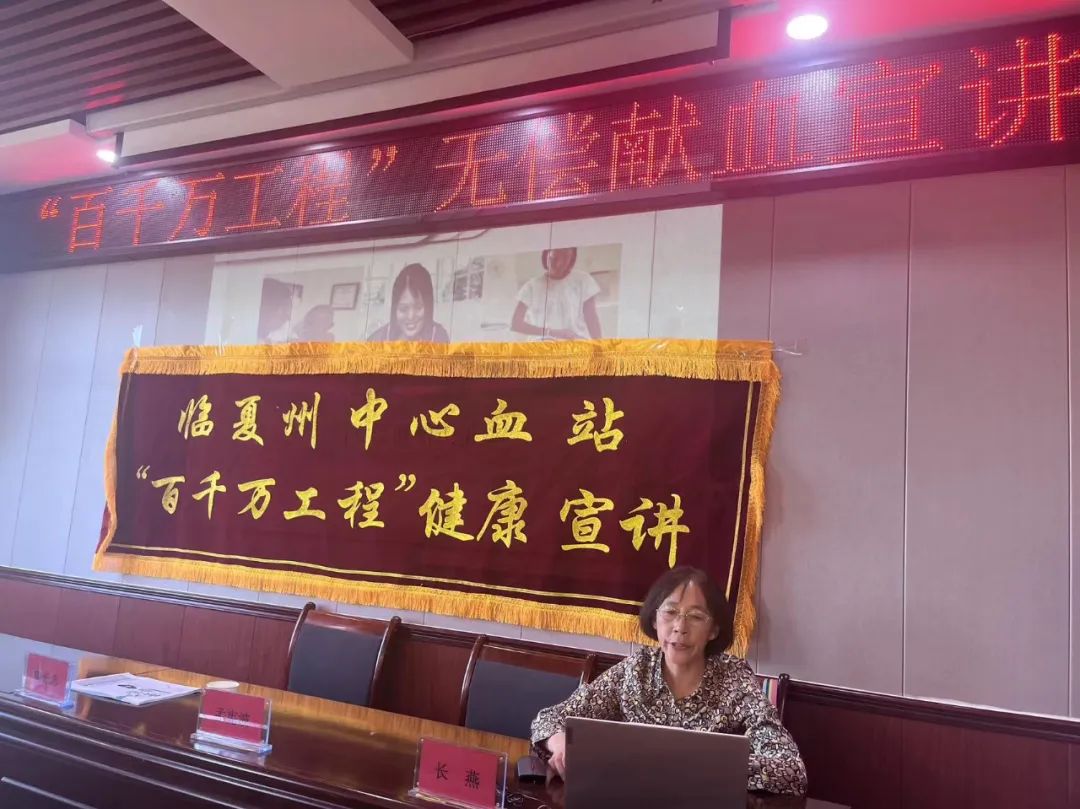 “百千万工程” 无偿献血宣讲
临夏州 中心血站
“百千万工程”健康宣讲
长燕